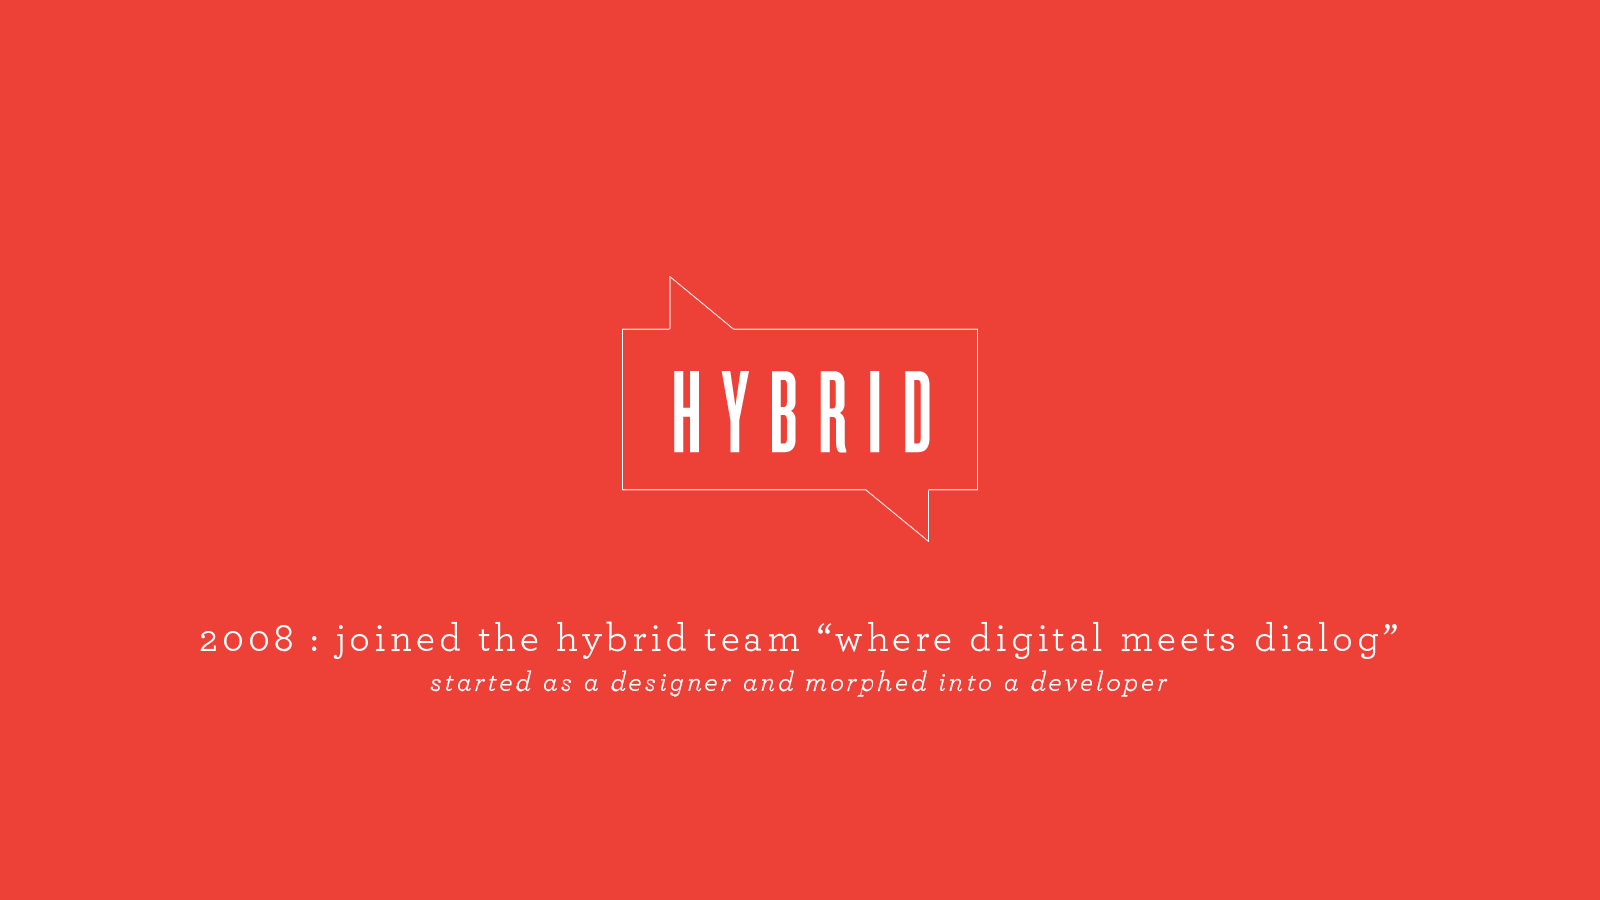 HYBRID
2008 : joined the hybrid team “where digital meets dialog”
started as a designer and morphed into a developer